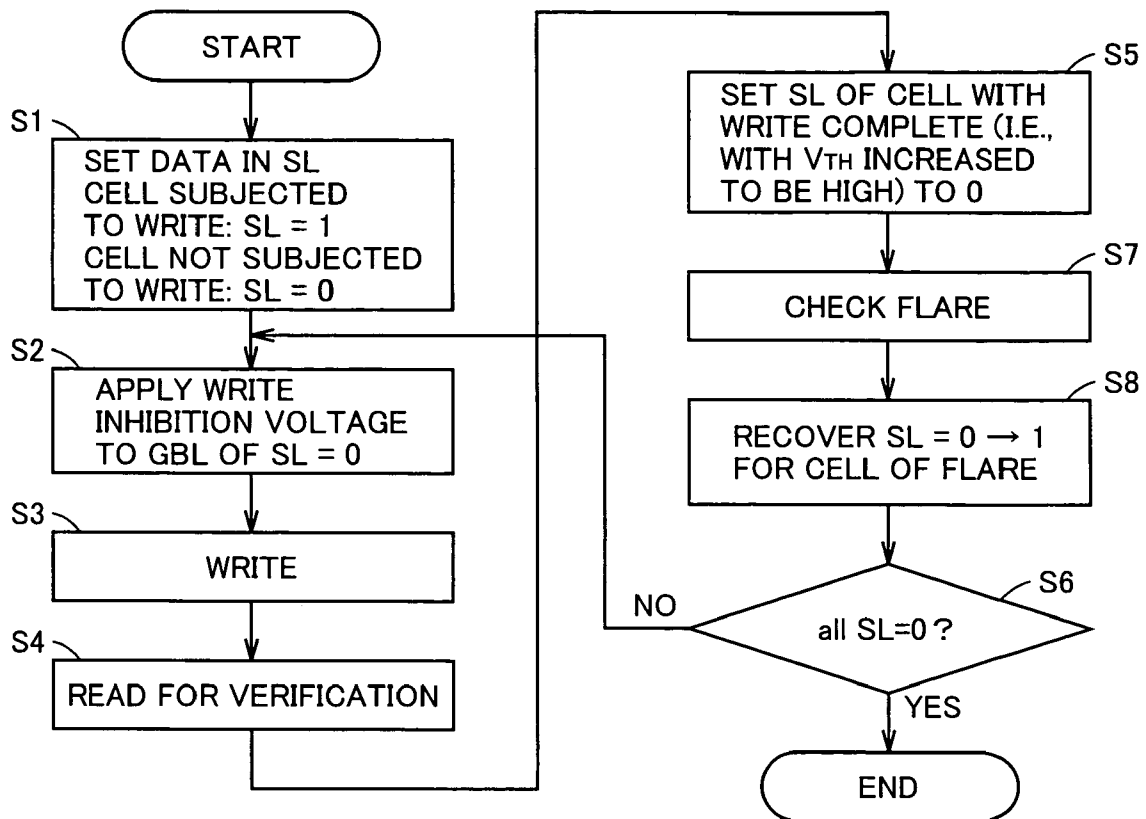 START
S1
SET DATA IN SL
CELL SUBJECTED
TO WRITE: SL = 1
CELL NOT SUBJECTED
TO WRITE: SL = 0
S2
APPLY WRITE
INHIBITION VOLTAGE
TO GBL OF SL = 0
S3
WRITE
S4
READ FOR VERIFICATION
S5
SET SL OF CELL WITH
WRITE COMPLETE (I.E.,
WITH VTH INCREASED
TO BE HIGH) TO 0
S7
CHECK FLARE
S8
RECOVER SL = 0 → 1
FOR CELL OF FLARE
S6
NO
all SL=0?
YES
END